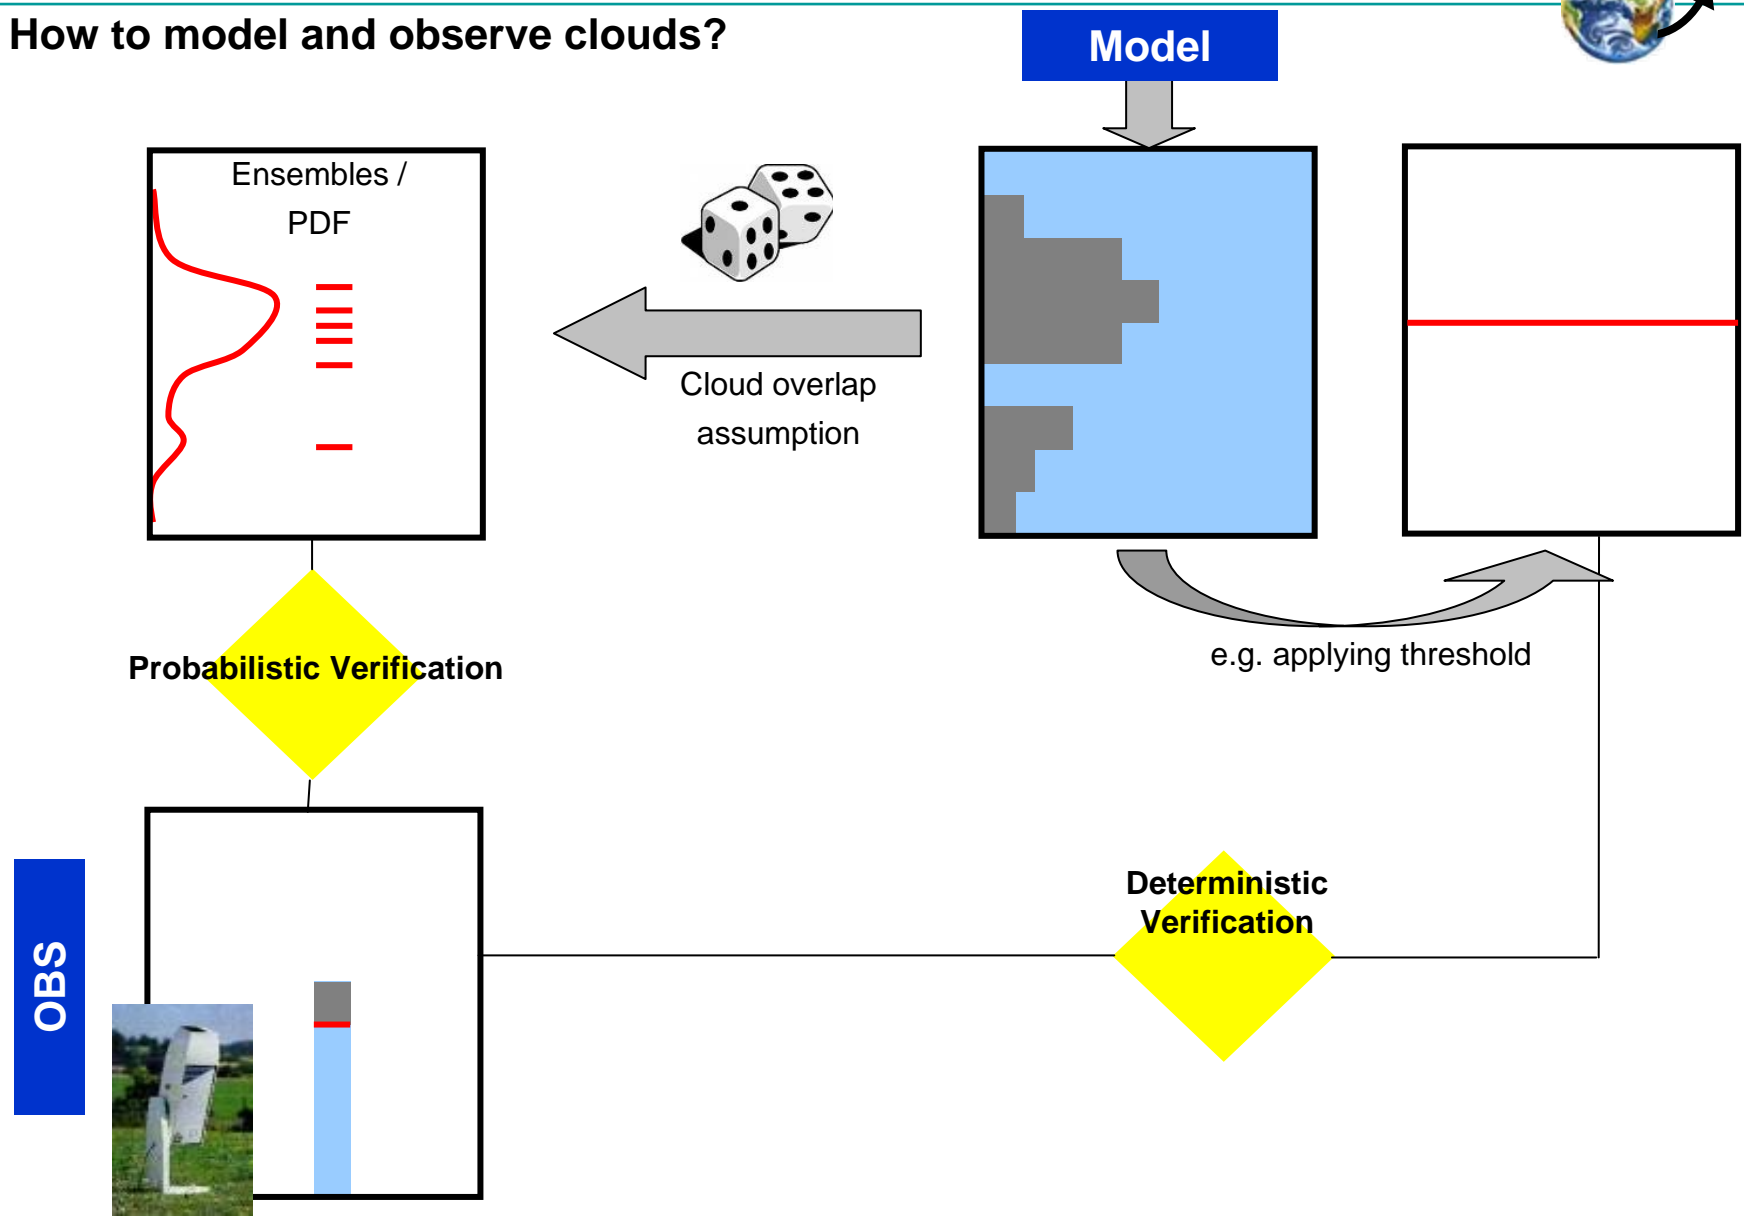 How to model and observe clouds?
Model
Ensembles /
PDF
Cloud overlap
assumption
e.g. applying threshold
Probabilistic Verification
Deterministic
Verification
OBS